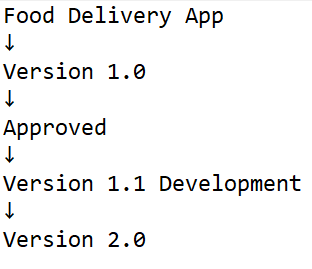 Food Delivery App
↓
Version 1.0
↓
Approved
↓
Version 1.1 Development
↓
Version 2.0